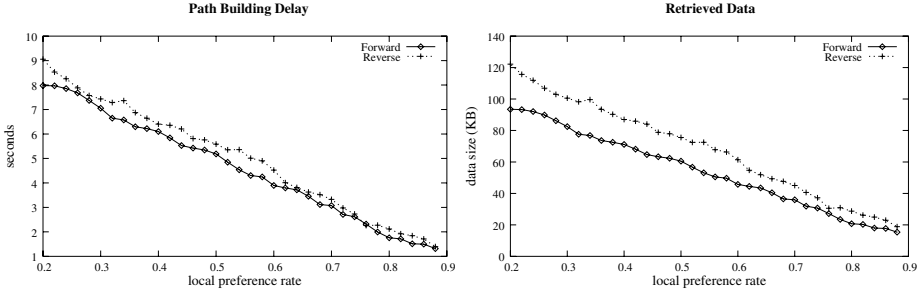 Path Building Delay
10
9
8
7
6
5
4
3
2
1
seconds
Forward
Reverse
0.2 0.3 0.4 0.5 0.6 0.7 0.8 0.9
local preference rate
Retrieved Data
140
120
100
80
60
40
20
0
data size (KB)
Forward
Reverse
0.2 0.3 0.4 0.5 0.6 0.7 0.8 0.9
local preference rate